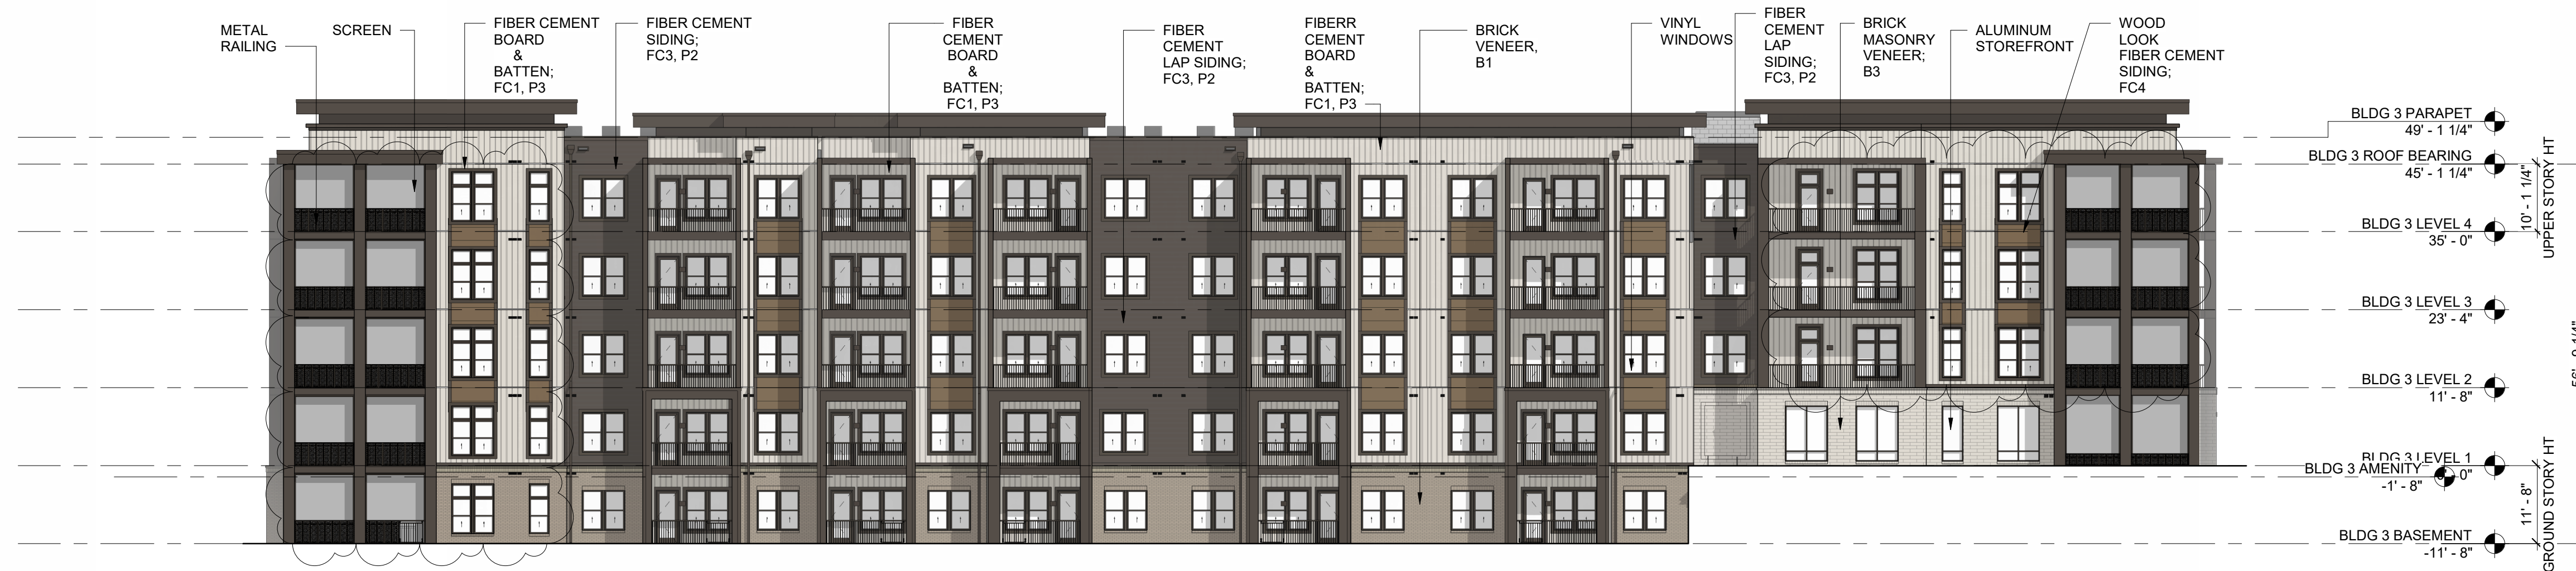 METAL
RAILING
SCREEN
FIBER CEMENT
BOARD
&
BATTEN;
FC1, P3
FIBER CEMENT
SIDING;
FC3, P2
FIBER
CEMENT
BOARD
&
BATTEN;
FC1, P3
FIBER
CEMENT
LAP SIDING;
FC3, P2
FIBERR
CEMENT
BOARD
&
BATTEN;
FC1, P3
BRICK
VENEER,
B1
VINYL
WINDOWS
FIBER
CEMENT
LAP
SIDING;
FC3, P2
BRICK
MASONRY
VENEER;
B3
ALUMINUM
STOREFRONT
WOOD
LOOK
FIBER CEMENT
SIDING;
FC4
BLDG 3 PARAPET
49' - 1 1/4"
BLDG 3 ROOF BEARING
45' - 1 1/4"
BLDG 3 LEVEL 4
35' - 0"
BLDG 3 LEVEL 3
23' - 4"
BLDG 3 LEVEL 2
11' - 8"
BLDG 3 LEVEL 1
BLDG 3 AMENITY
-1' - 8"
BLDG 3 BASEMENT
-11' - 8"
10' - 1 1/4"
UPPER STORY HT
11' - 8"
GROUND STORY HT